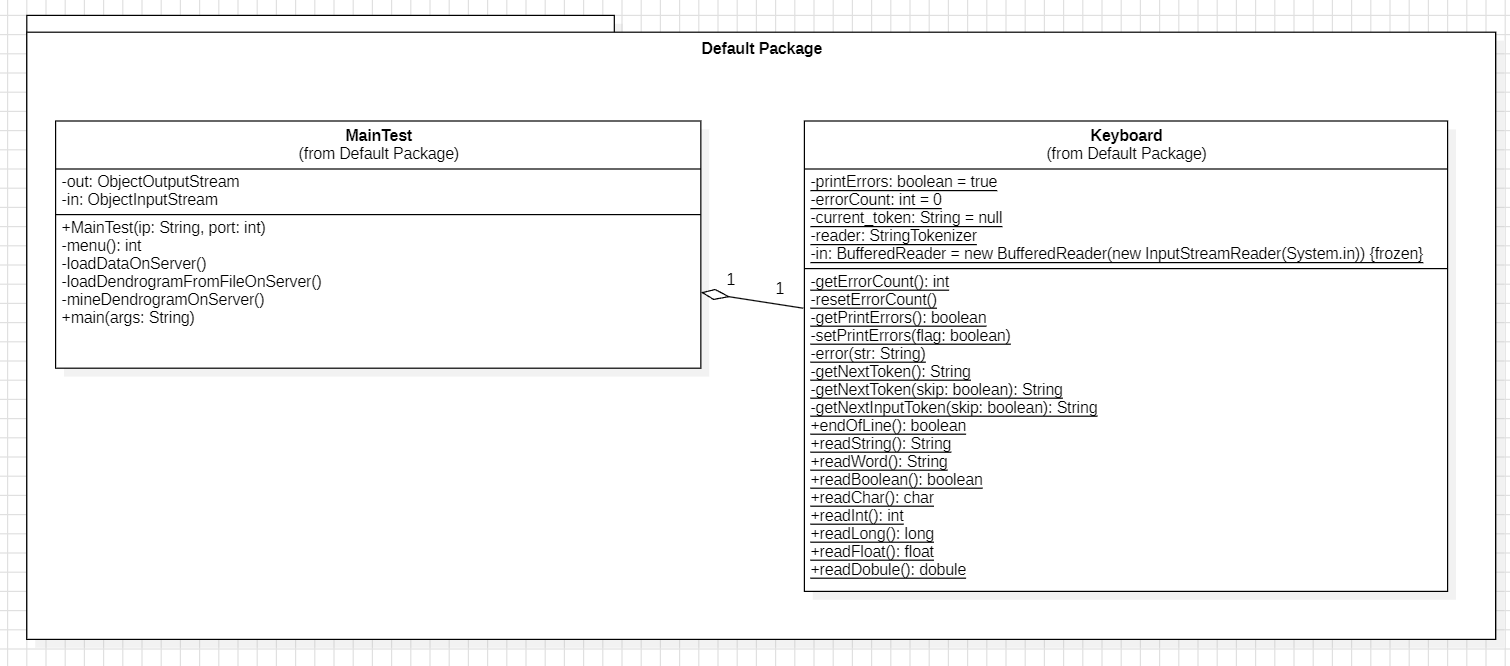 Default Package
MainTest
(from Default Package)
-out: ObjectOutputStream
-in: ObjectInputStream
+MainTest(ip: String, port: int)
-menu(): int
-loadDataOnServer()
-loadDendrogramFromFileOnServer()
-mineDendrogramOnServer()
+main(args: String)
1
1
Keyboard
(from Default Package)
-printErrors: boolean = true
-errorCount: int = 0
-current_token: String = null
-reader: StringTokenizer
-in: BufferedReader = new BufferedReader(new InputStreamReader(System.in)) {frozen}
-getErrorCount(): int
-resetErrorCount()
-getPrintErrors(): boolean
-setPrintErrors(flag: boolean)
-error(str: String)
-getNextToken(): String
-getNextToken(skip: boolean): String
-getNextInputToken(skip: boolean): String
+endOfLine(): boolean
+readString(): String
+readWord(): String
+readBoolean(): boolean
+readChar(): char
+readInt(): int
+readLong(): long
+readFloat(): float
+readDobule(): dobule